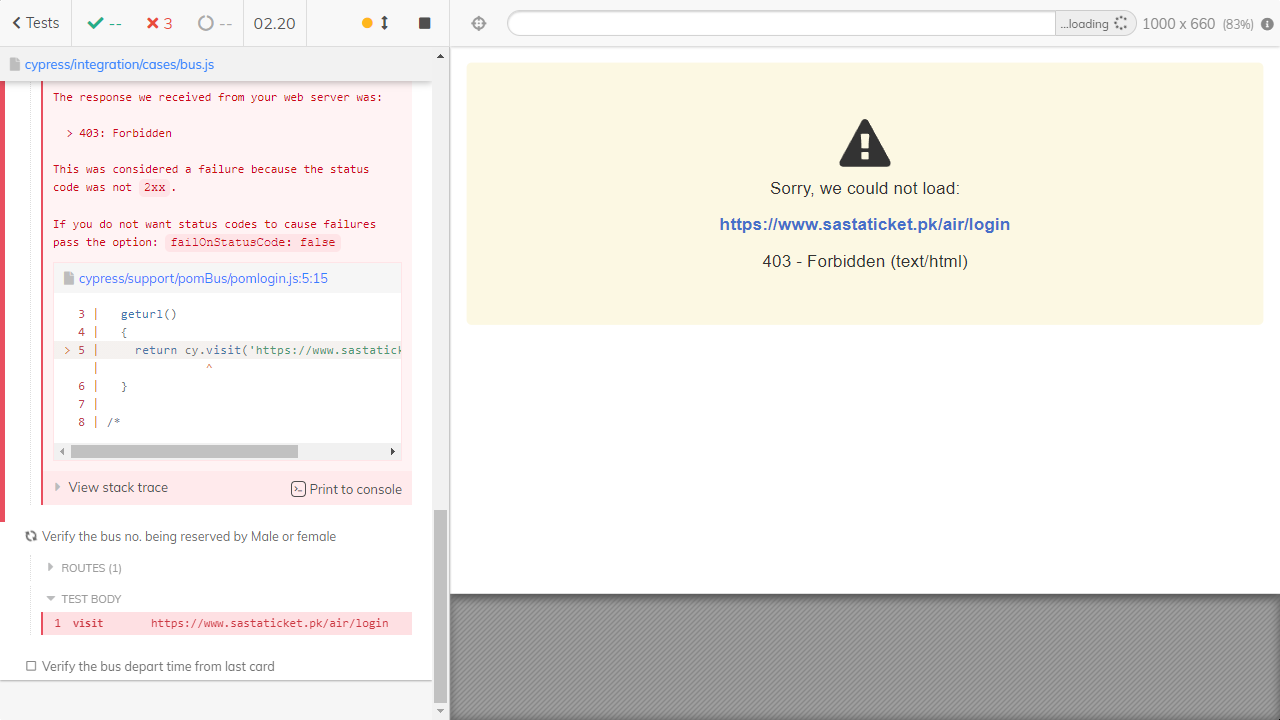 Tests
--
3
--
02.20
...loading
1000 x 660 (83%)
cypress/integration/cases/bus.js
The response we received from your web server was:
> 403: Forbidden
This was considered a failure because the status
code was not 2xx.
If you do not want status codes to cause failures
pass the option: failOnStatusCode: false
cypress/support/pomBus/pomlogin.js:5:15
3 | geturl()
4 | {
> 5 | return cy.visit('https://www.sastatick
| ^
6 | }
7 |
8 | /*
View stack trace
Print to console
Verify the bus no. being reserved by Male or female
ROUTES (1)
TEST BODY
1 visit https://www.sastaticket.pk/air/login
Verify the bus depart time from last card
Sorry, we could not load:
https://www.sastaticket.pk/air/login
403 - Forbidden (text/html)